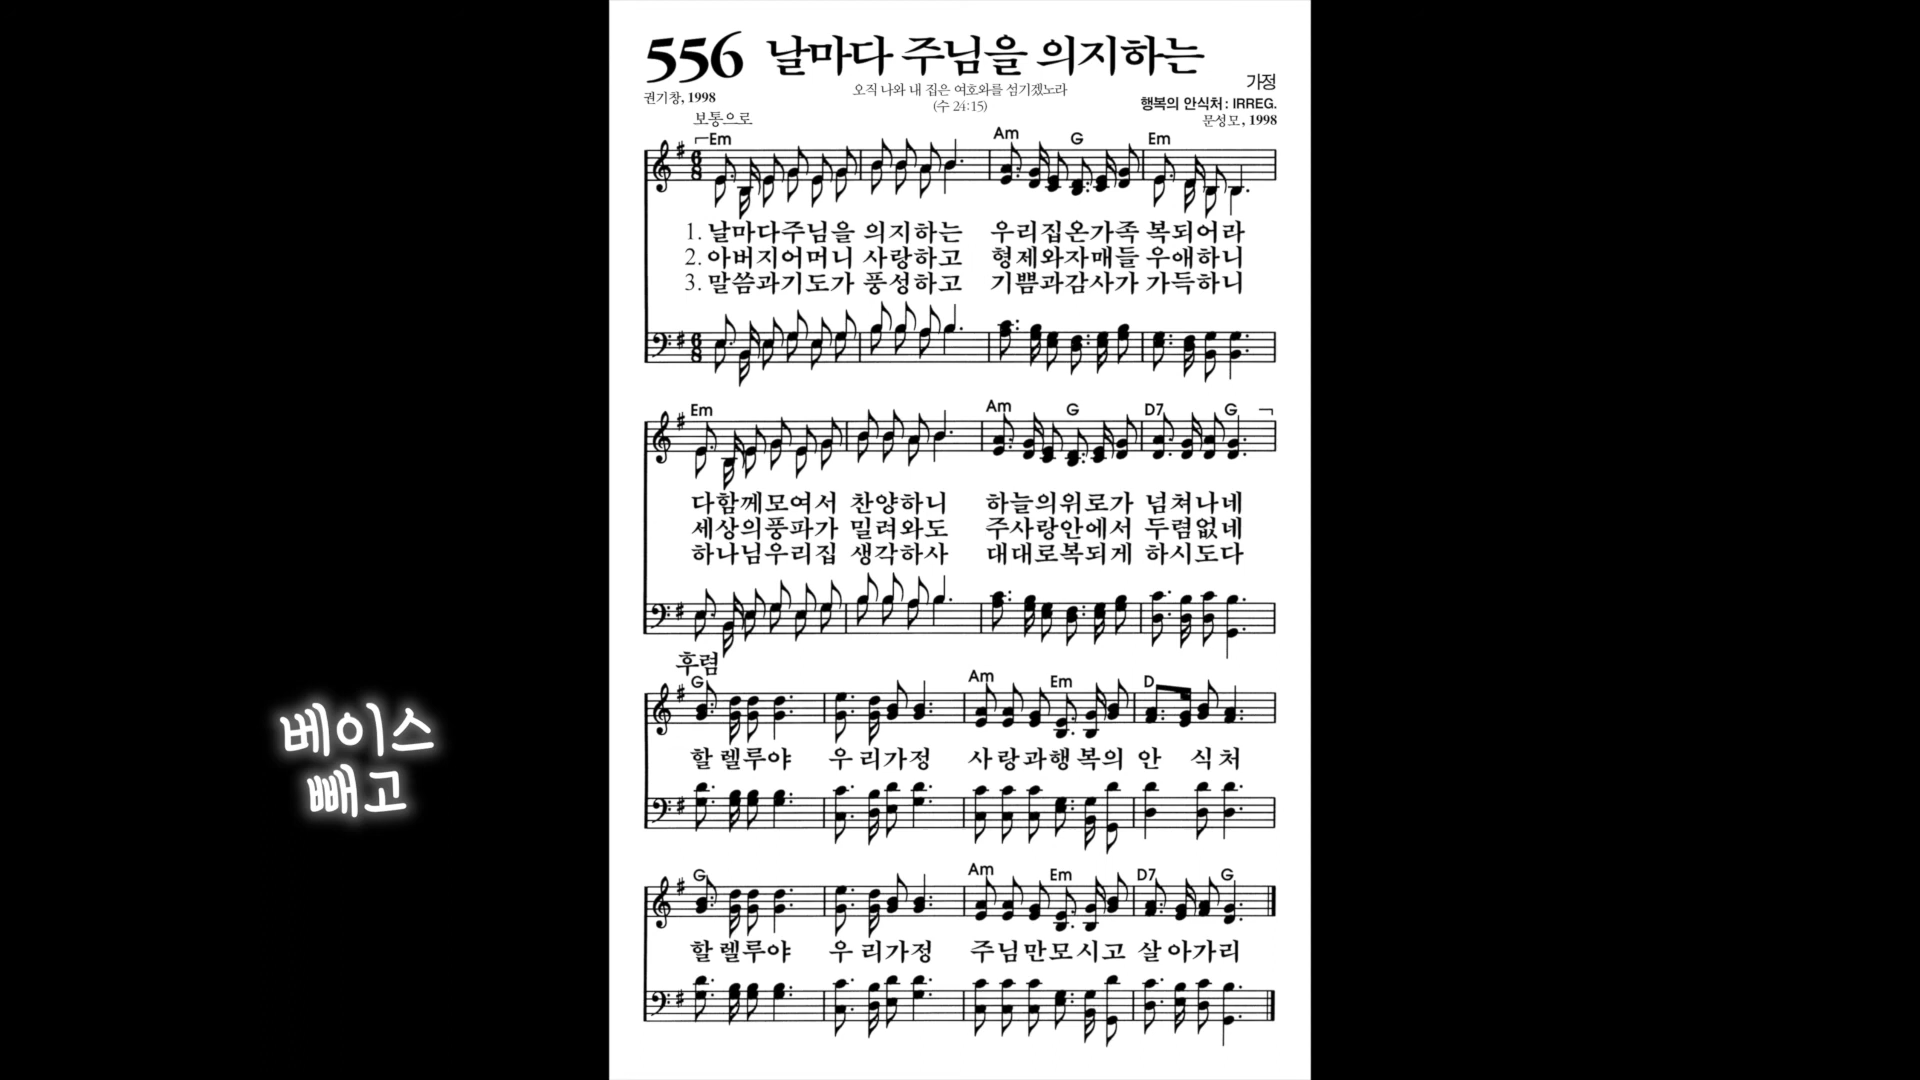 556 날마다 주님을 의지하는
가정
권기창, 1998
오직 나와 내 집은 여호와를 섬기겠노라
(수 24:15)
행복의 안식처 : IRREG.
문성모, 1998
보통으로
Em Am G Em
1. 날마다주님을 의지하는 우리집온가족 복되어라
2. 아버지어머니 사랑하고 형제와자매들 우애하니
3. 말씀과기도가 풍성하고 기쁨과감사가 가득하니
Em Am G D7 G
다함께모여서 찬양하니 하늘의위로가 넘쳐나네
세상의풍파가 밀려와도 주사랑안에서 두렴없네
하나님우리집 생각하사 대대로복되게 하시도다
후렴
G Am Em D
할렐루야 우리가정 사랑과행복의 안식처
G Am Em D7 G
할렐루야 우리가정 주님만모시고 살아가리
베이스
빼고